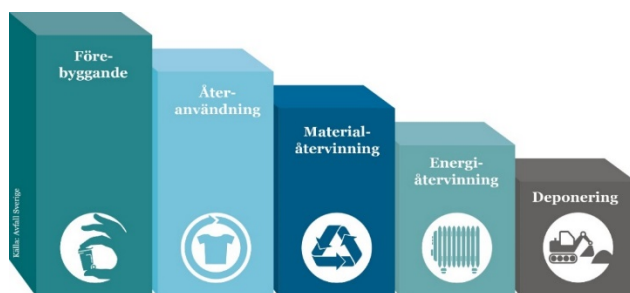 Före-
byggande
Åter-
användning
Material-
återvinning
Energi-
återvinning
Deponering
Källa: Avfall Sverige